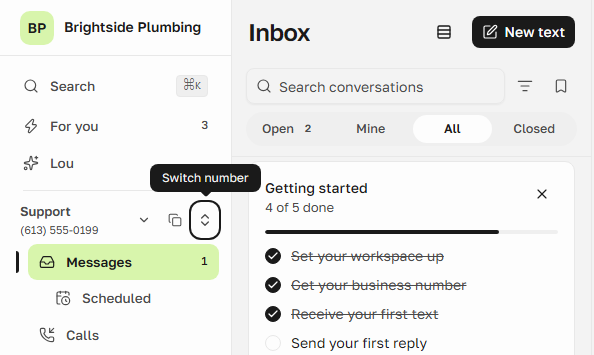 BP Brightside Plumbing
Search ⌘K
For you 3
Lou
Switch number
Support
(613) 555-0199
Messages 1
Scheduled
Calls
Inbox
New text
Search conversations
Open 2 Mine All Closed
Getting started
4 of 5 done
Set your workspace up
Get your business number
Receive your first text
Send your first reply